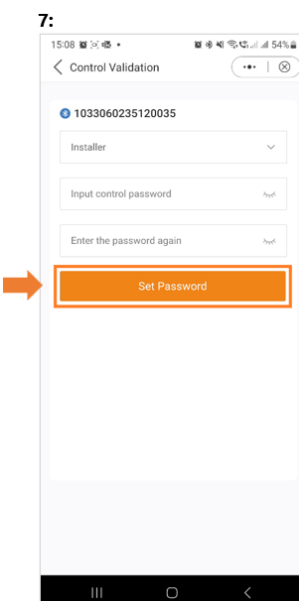 7:
15:08 54%
Control Validation
1033060235120035
Installer
Input control password
Enter the password again
Set Password